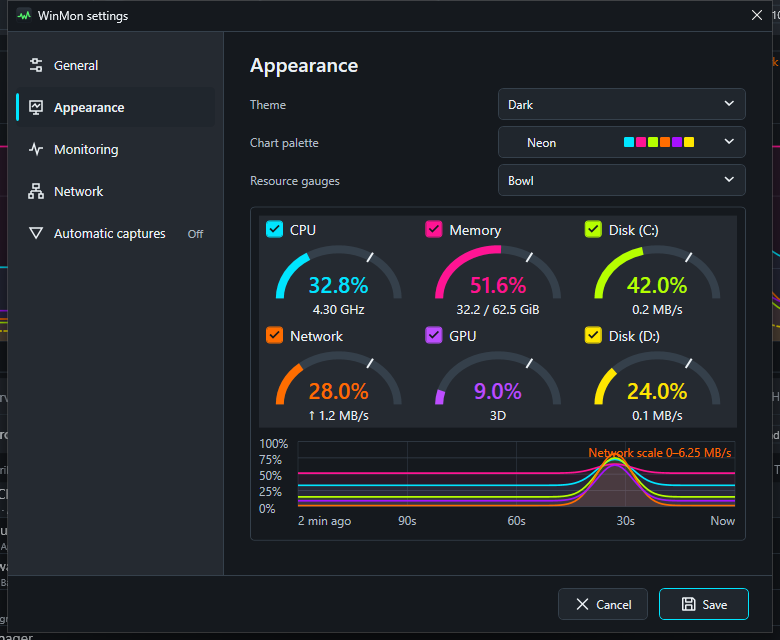 WinMon settings
General
Appearance
Monitoring
Network
Automatic captures Off
Appearance
Theme Dark
Chart palette Neon
Resource gauges Bowl
CPU Memory Disk (C:)
32.8% 51.6% 42.0%
4.30 GHz 32.2 / 62.5 GiB 0.2 MB/s
Network GPU Disk (D:)
28.0% 9.0% 24.0%
↑ 1.2 MB/s 3D 0.1 MB/s
100%
Network scale 0–6.25 MB/s
75%
50%
25%
0%
2 min ago 90s 60s 30s Now
Cancel Save